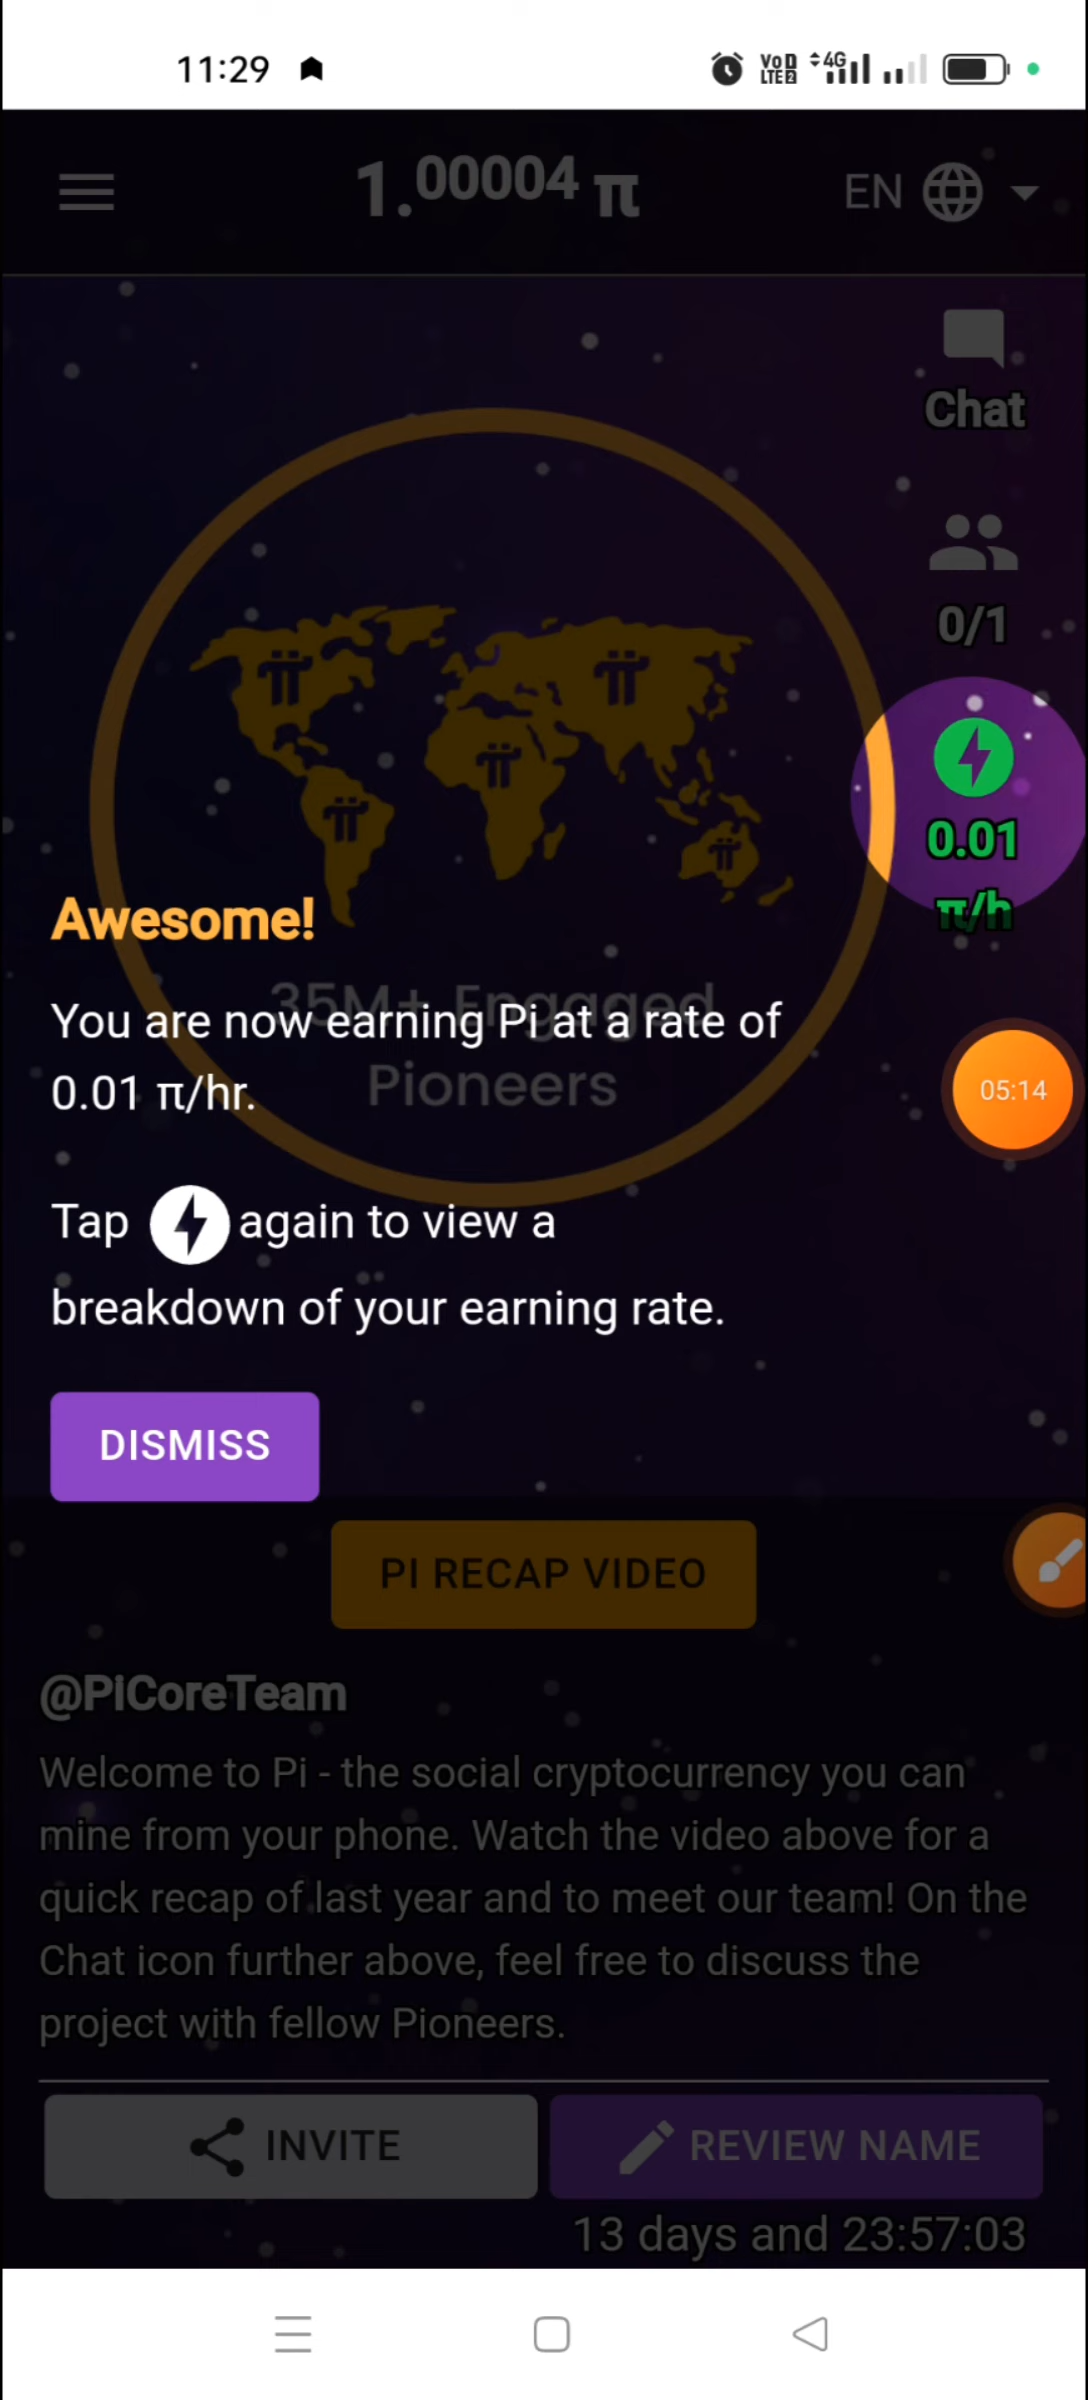 11:29
Vo D
LTE 2
4G
1.00004 π
EN
Chat
0/1
0.01
π/h
Awesome!
35M+ Engaged
You are now earning Pi at a rate of
Pioneers
0.01 π/hr.
05:14
Tap again to view a
breakdown of your earning rate.
DISMISS
PI RECAP VIDEO
@PiCoreTeam
Welcome to Pi - the social cryptocurrency you can
mine from your phone. Watch the video above for a
quick recap of last year and to meet our team! On the
Chat icon further above, feel free to discuss the
project with fellow Pioneers.
INVITE
REVIEW NAME
13 days and 23:57:03